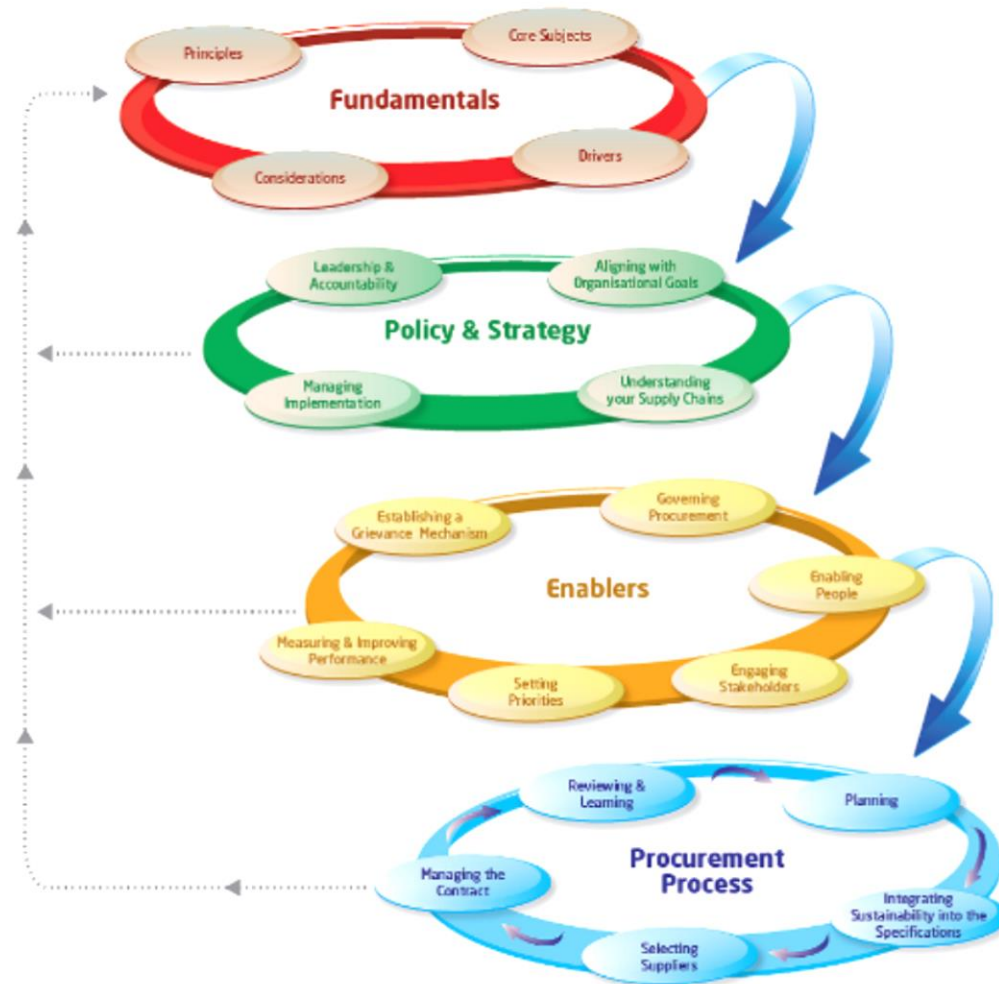 Principles
Core Subjects
Fundamentals
Considerations
Drivers
Leadership &
Accountability
Aligning with
Organisational Goals
Policy & Strategy
Managing
Implementation
Understanding
your Supply Chains
Establishing a
Grievance Mechanism
Governing
Procurement
Enablers
Enabling
People
Measuring & Improving
Performance
Setting
Priorities
Engaging
Stakeholders
Reviewing &
Learning
Planning
Procurement
Process
Managing the
Contract
Integrating
Sustainability into the
Specifications
Selecting
Suppliers